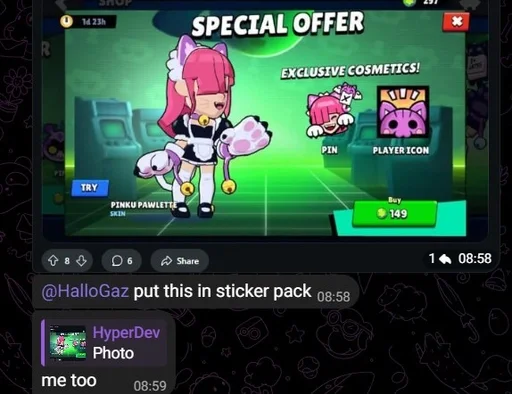 SHOP
297
1d 23h
SPECIAL OFFER
EXCLUSIVE COSMETICS!
PIN
PLAYER ICON
TRY
PINKU PAWLETTE
SKIN
Buy
149
8
6
Share
1
08:58
@HalloGaz put this in sticker pack 08:58
HyperDev
Photo
me too
08:59